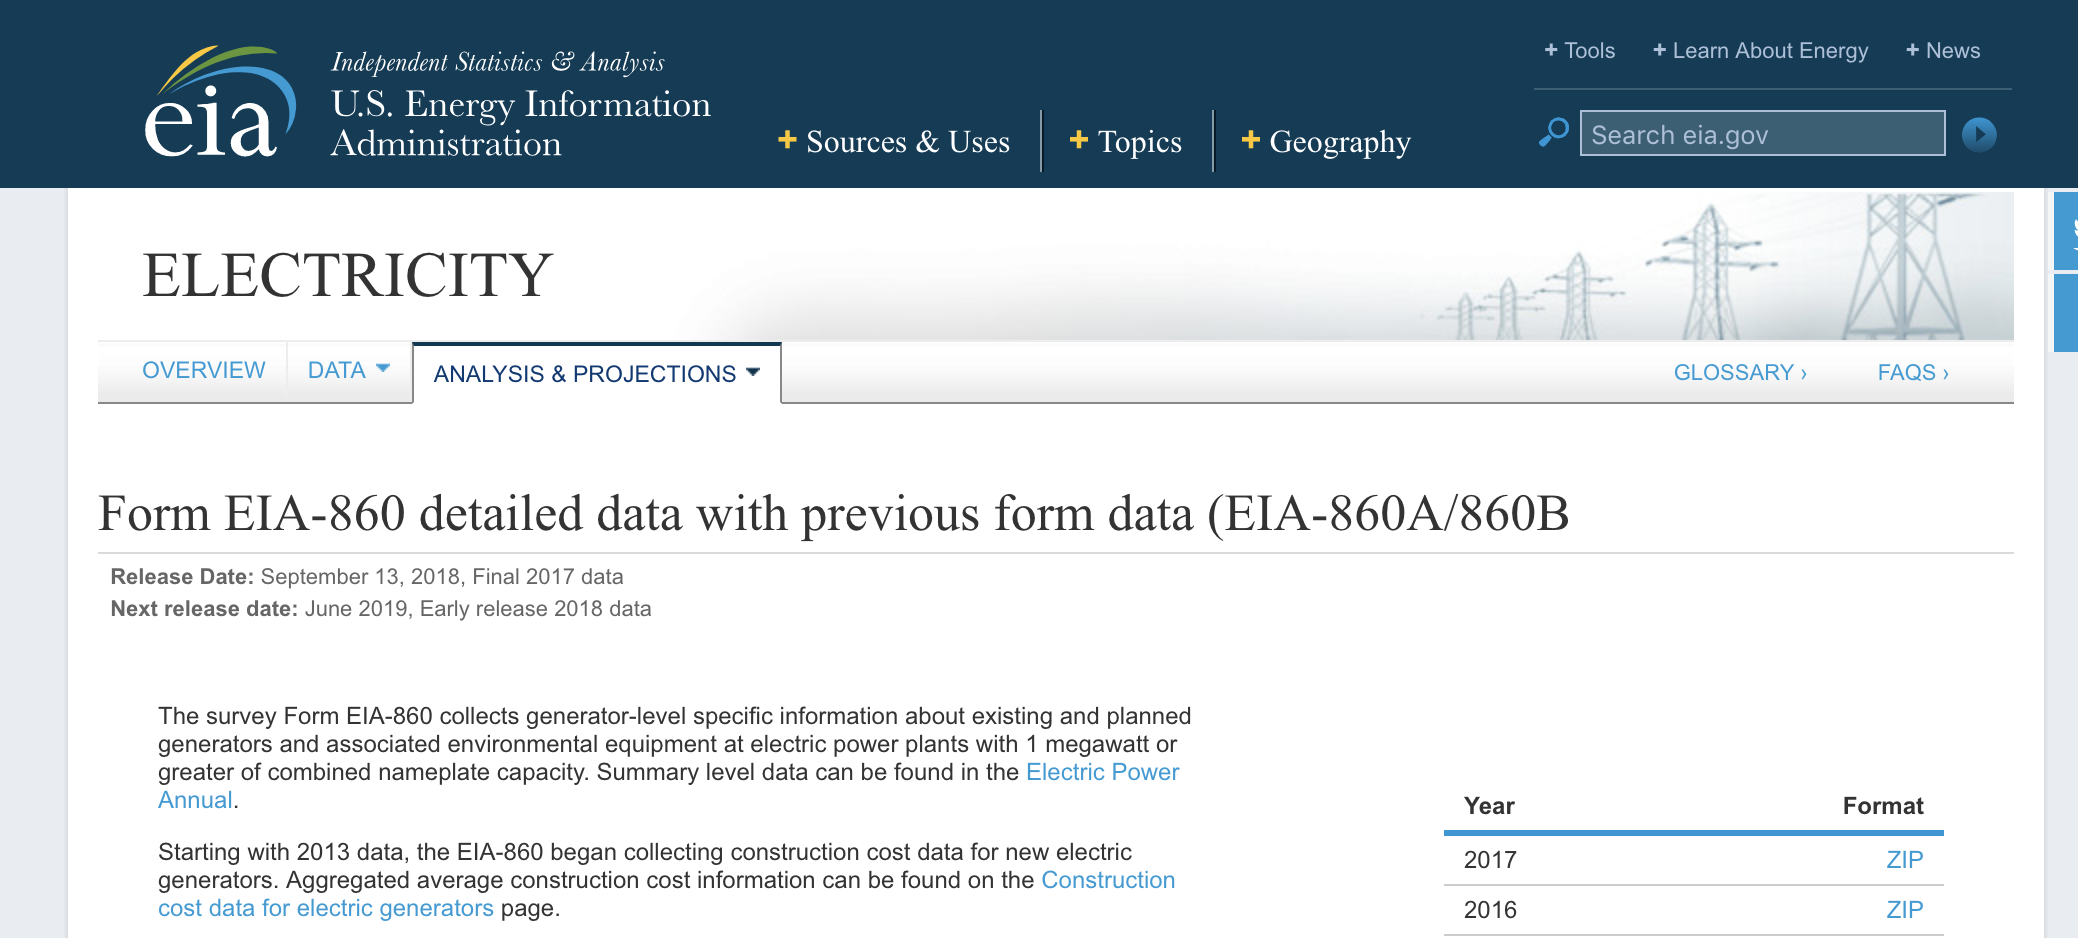 eia
Independent Statistics & Analysis
U.S. Energy Information
Administration
+ Sources & Uses
+ Topics
+ Geography
+ Tools
+ Learn About Energy
+ News
Search eia.gov
ELECTRICITY
OVERVIEW
DATA
ANALYSIS & PROJECTIONS
GLOSSARY ›
FAQS ›
Form EIA-860 detailed data with previous form data (EIA-860A/860B
Release Date: September 13, 2018, Final 2017 data
Next release date: June 2019, Early release 2018 data
The survey Form EIA-860 collects generator-level specific information about existing and planned
generators and associated environmental equipment at electric power plants with 1 megawatt or
greater of combined nameplate capacity. Summary level data can be found in the Electric Power
Annual.
Starting with 2013 data, the EIA-860 began collecting construction cost data for new electric
generators. Aggregated average construction cost information can be found on the Construction
cost data for electric generators page.
Year Format
2017 ZIP
2016 ZIP